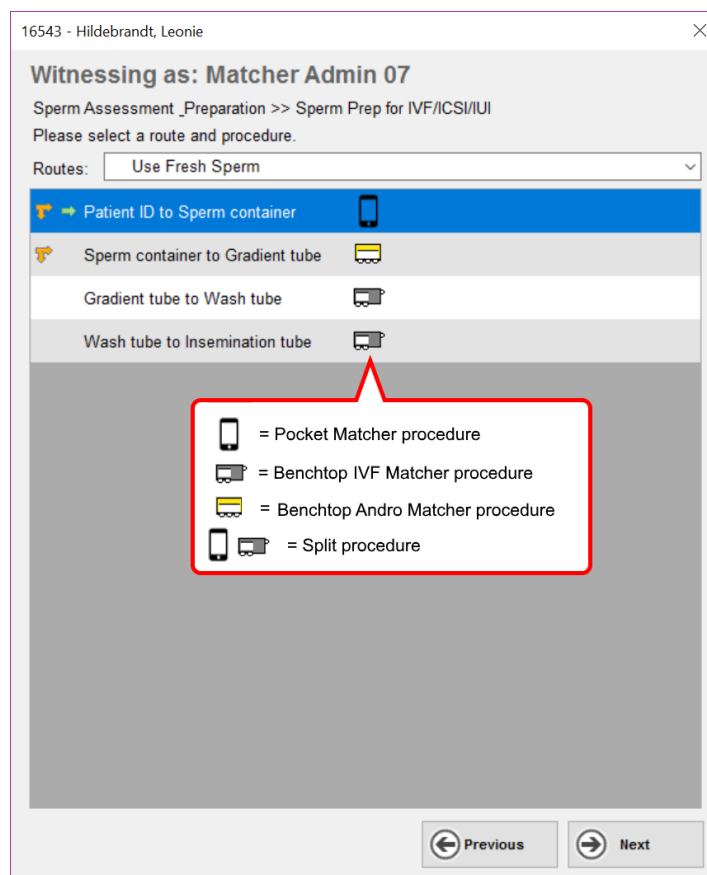 16543 - Hildebrandt, Leonie
Witnessing as: Matcher Admin 07
Sperm Assessment _Preparation >> Sperm Prep for IVF/ICSI/IUI
Please select a route and procedure.
Routes: Use Fresh Sperm
Patient ID to Sperm container
Sperm container to Gradient tube
Gradient tube to Wash tube
Wash tube to Insemination tube
= Pocket Matcher procedure
= Benchtop IVF Matcher procedure
= Benchtop Andro Matcher procedure
= Split procedure
Previous Next